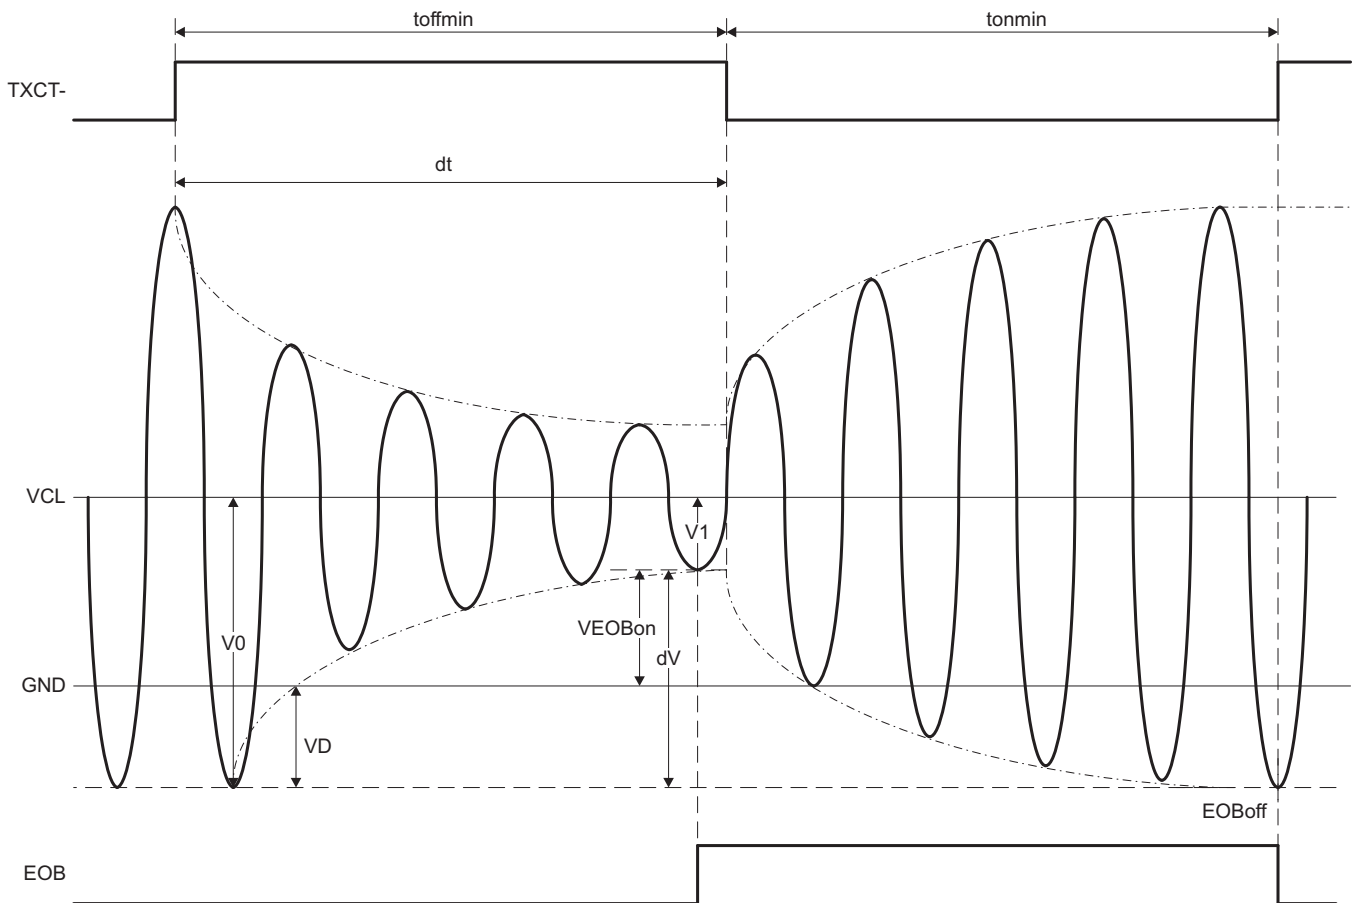 toffmin
tonmin
TXCT-
dt
VCL
V1
VEOBon
V0
dV
GND
VD
EOBoff
EOB